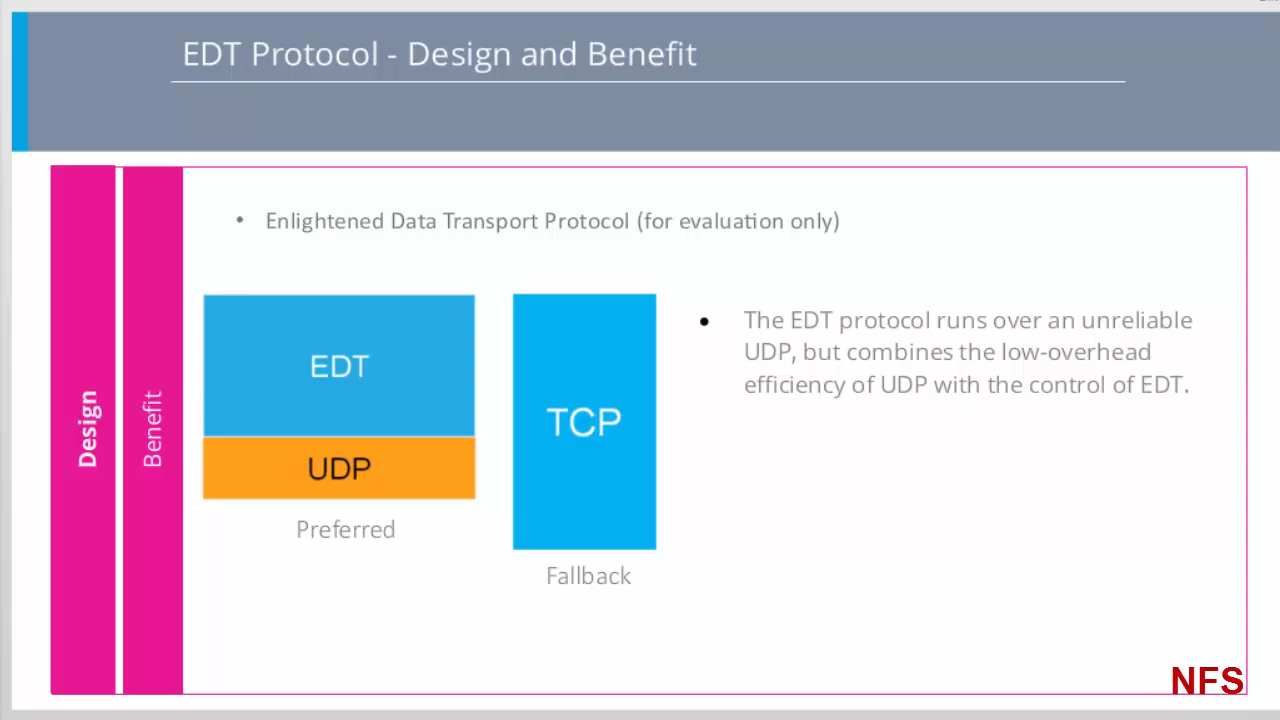 EDT Protocol - Design and Benefit
Design
Benefit
• Enlightened Data Transport Protocol (for evaluation only)
EDT
UDP
Preferred
TCP
Fallback
• The EDT protocol runs over an unreliable
UDP, but combines the low-overhead
efficiency of UDP with the control of EDT.
NFS